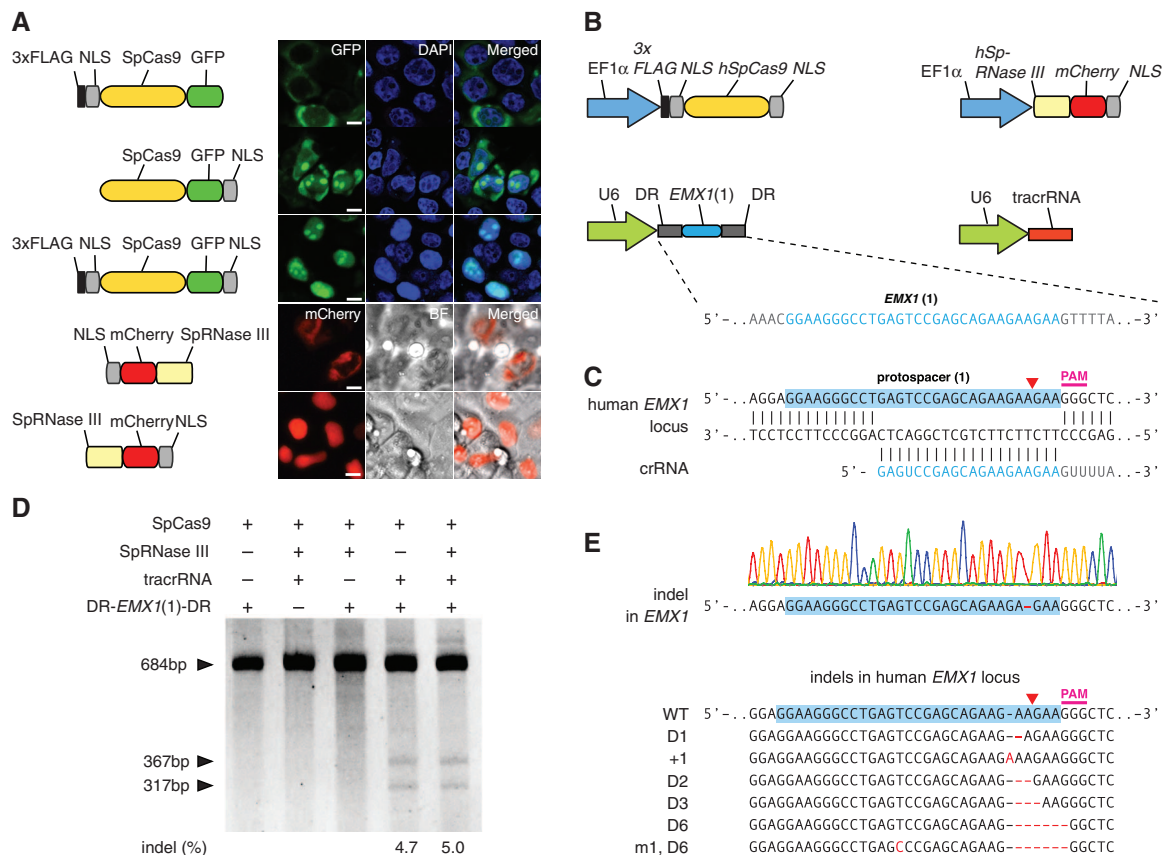 A
3xFLAG NLS SpCas9 GFP
GFP DAPI Merged
SpCas9 GFP NLS
3xFLAG NLS SpCas9 GFP NLS
mCherry BF Merged
NLS mCherry SpRNase III
SpRNase III mCherry NLS
B
EF1α 3x FLAG NLS hSpCas9 NLS
EF1α hSp-RNase III mCherry NLS
U6 DR EMX1(1) DR
U6 tracrRNA
EMX1 (1)
5’-..AAACGGAAGGGCCTGAGTCCGAGCAGAAGAAGAAGTTTTA..-3’
C
protospacer (1) PAM
human EMX1 locus
5’-..AGGAGGAAGGGCCTGAGTCCGAGCAGAAGAAGAAGGGCTC..-3’
3’-..TCCTCCTTCCCGGACTCAGGCTCGTCTTCTTCTTCCCGAG..-5’
crRNA 5’- GAGUCCGAGCAGAAGAAGAAGUUUUA..-3’
D
SpCas9 + + + + +
SpRNase III – + + – +
tracrRNA – + – + +
DR-EMX1(1)-DR + – + + +
684bp
367bp
317bp
indel (%) 4.7 5.0
E
indel in EMX1
5’-..AGGAGGAAGGGCCTGAGTCCGAGCAGAAGA-GAAGGGCTC..-3’
indels in human EMX1 locus
PAM
WT 5’-..GGAGGAAGGGCCTGAGTCCGAGCAGAAG-AAGAAGGGCTC..-3’
D1 GGAGGAAGGGCCTGAGTCCGAGCAGAAG--AGAAGGGCTC
+1 GGAGGAAGGGCCTGAGTCCGAGCAGAAGAAAGAAGGGCTC
D2 GGAGGAAGGGCCTGAGTCCGAGCAGAAG---GAAGGGCTC
D3 GGAGGAAGGGCCTGAGTCCGAGCAGAAG----AAGGGCTC
D6 GGAGGAAGGGCCTGAGTCCGAGCAGAAG-------GGCTC
m1, D6 GGAGGAAGGGCCTGAGCCCGAGCAGAAG-------GGCTC